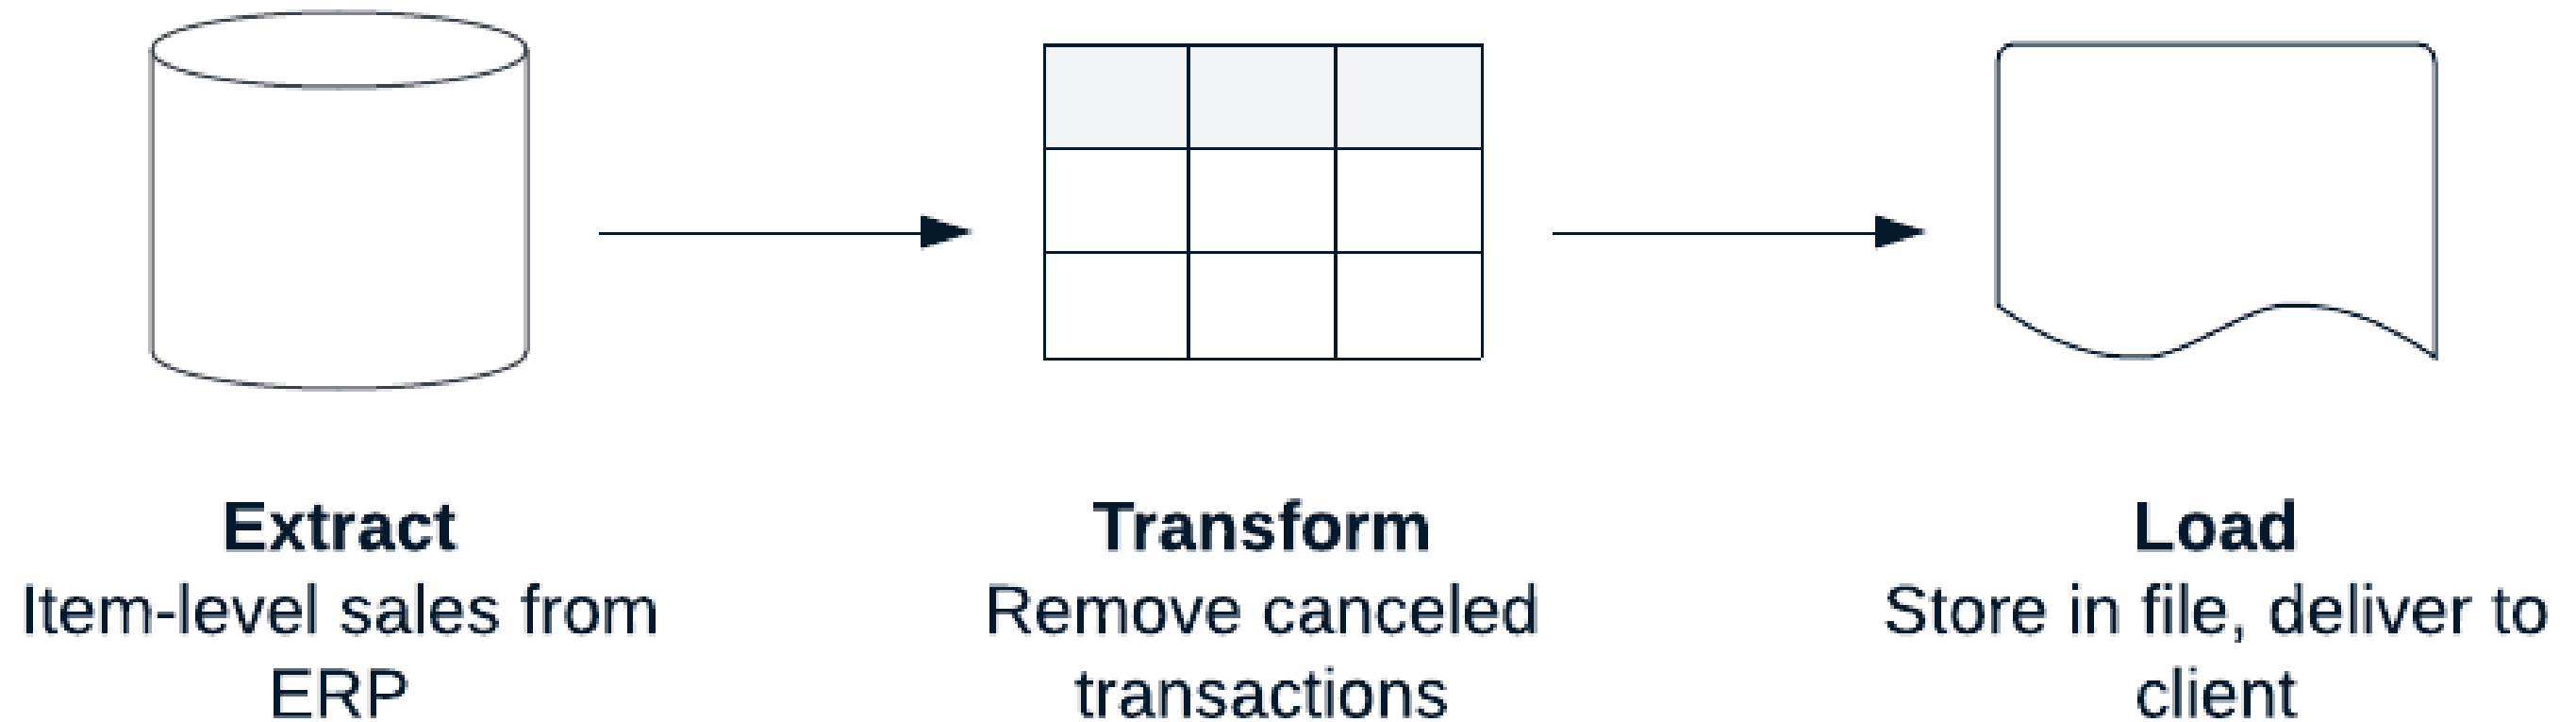 Extract
Item-level sales from
ERP
Transform
Remove canceled
transactions
Load
Store in file, deliver to
client